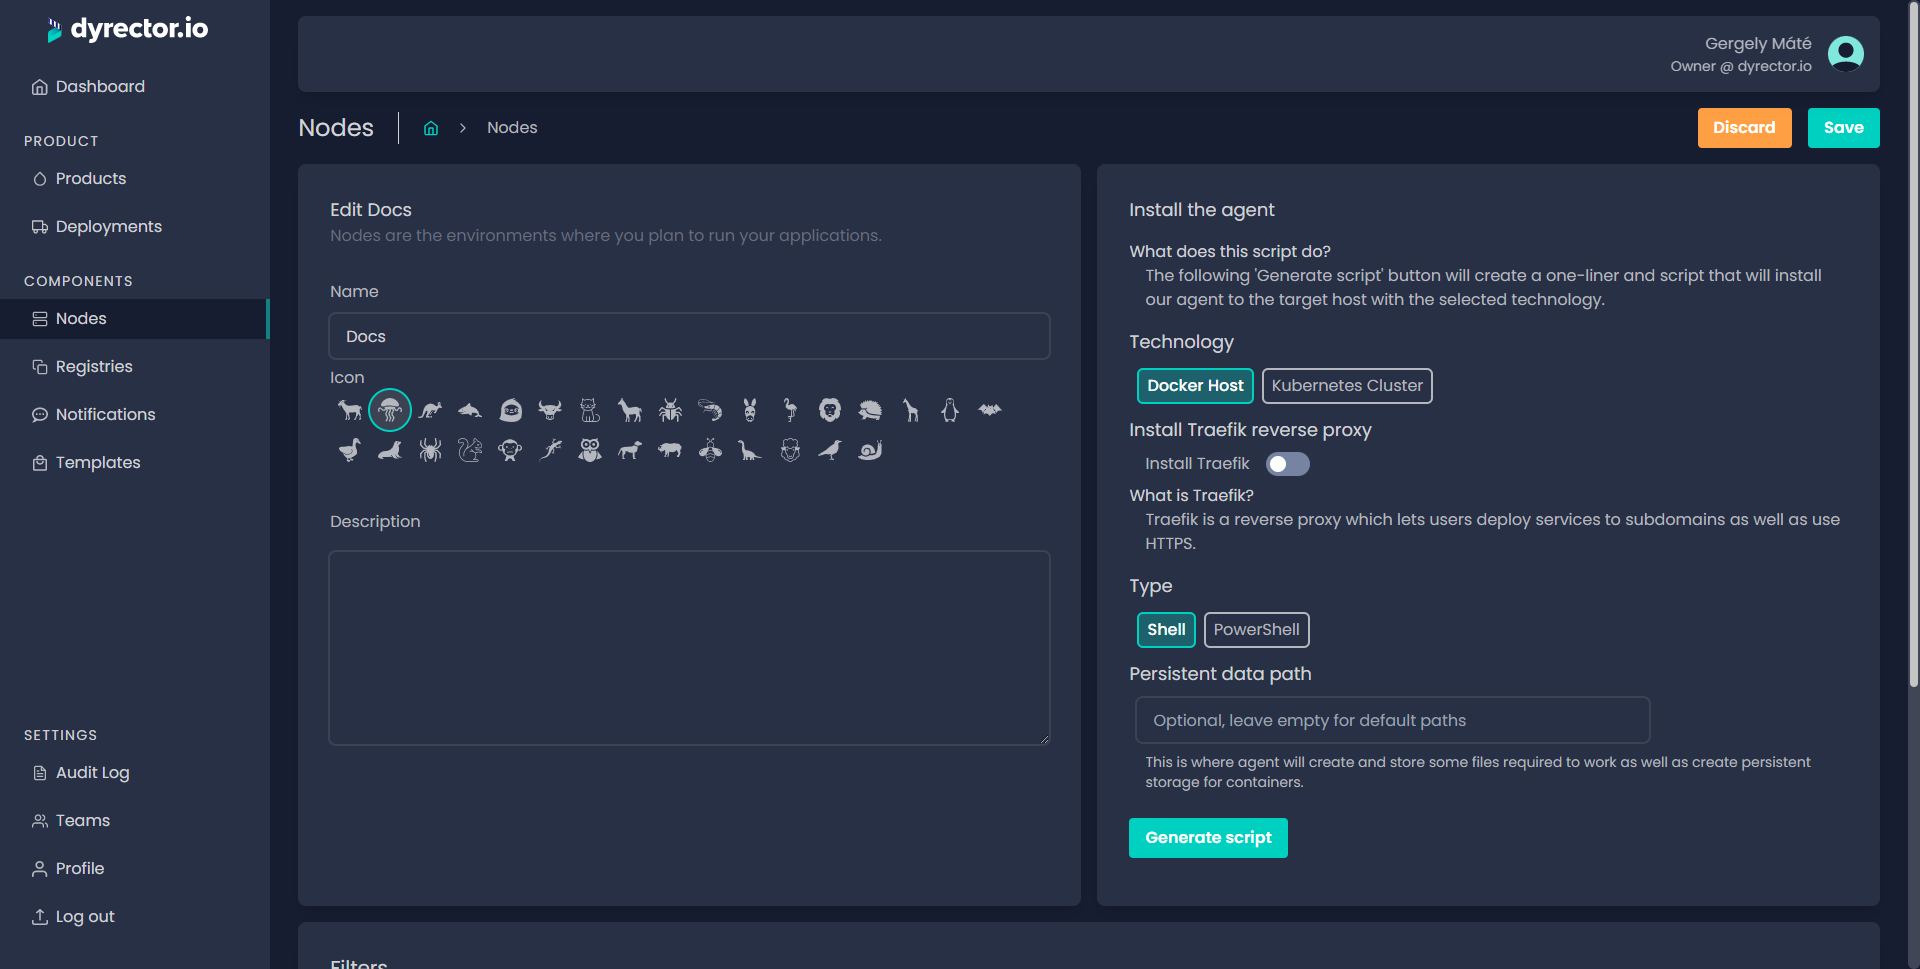 dyrector.io
Dashboard
PRODUCT
Products
Deployments
COMPONENTS
Nodes
Registries
Notifications
Templates
SETTINGS
Audit Log
Teams
Profile
Log out
Gergely Máté
Owner @ dyrector.io
Nodes
Nodes
Discard
Save
Edit Docs
Nodes are the environments where you plan to run your applications.
Name
Docs
Icon
Description
Install the agent
What does this script do?
The following 'Generate script' button will create a one-liner and script that will install
our agent to the target host with the selected technology.
Technology
Docker Host
Kubernetes Cluster
Install Traefik reverse proxy
Install Traefik
What is Traefik?
Traefik is a reverse proxy which lets users deploy services to subdomains as well as use
HTTPS.
Type
Shell
PowerShell
Persistent data path
Optional, leave empty for default paths
This is where agent will create and store some files required to work as well as create persistent
storage for containers.
Generate script
Filters